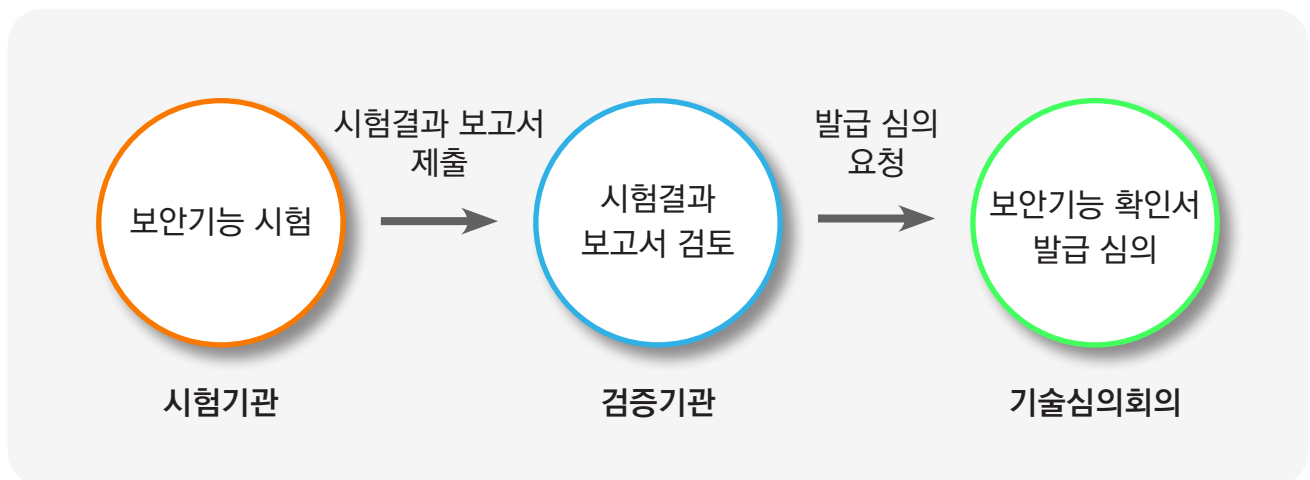 보안기능 시험
시험기관
시험결과 보고서
제출
시험결과
보고서 검토
검증기관
발급 심의
요청
보안기능 확인서
발급 심의
기술심의회의